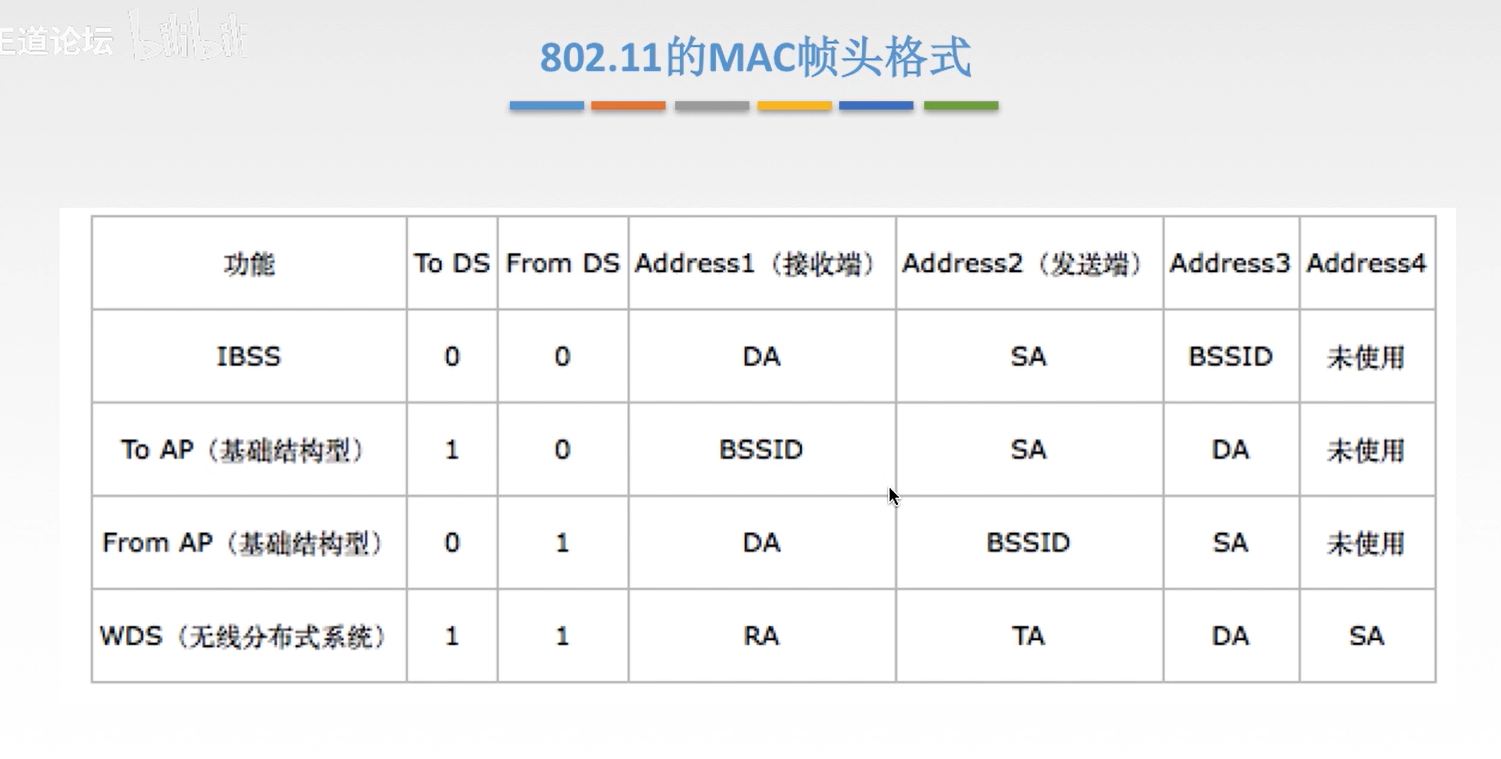 王道论坛 bilibili
802.11的MAC帧头格式
功能 To DS From DS Address1（接收端） Address2（发送端） Address3 Address4
IBSS 0 0 DA SA BSSID 未使用
To AP（基础结构型） 1 0 BSSID SA DA 未使用
From AP（基础结构型） 0 1 DA BSSID SA 未使用
WDS（无线分布式系统） 1 1 RA TA DA SA